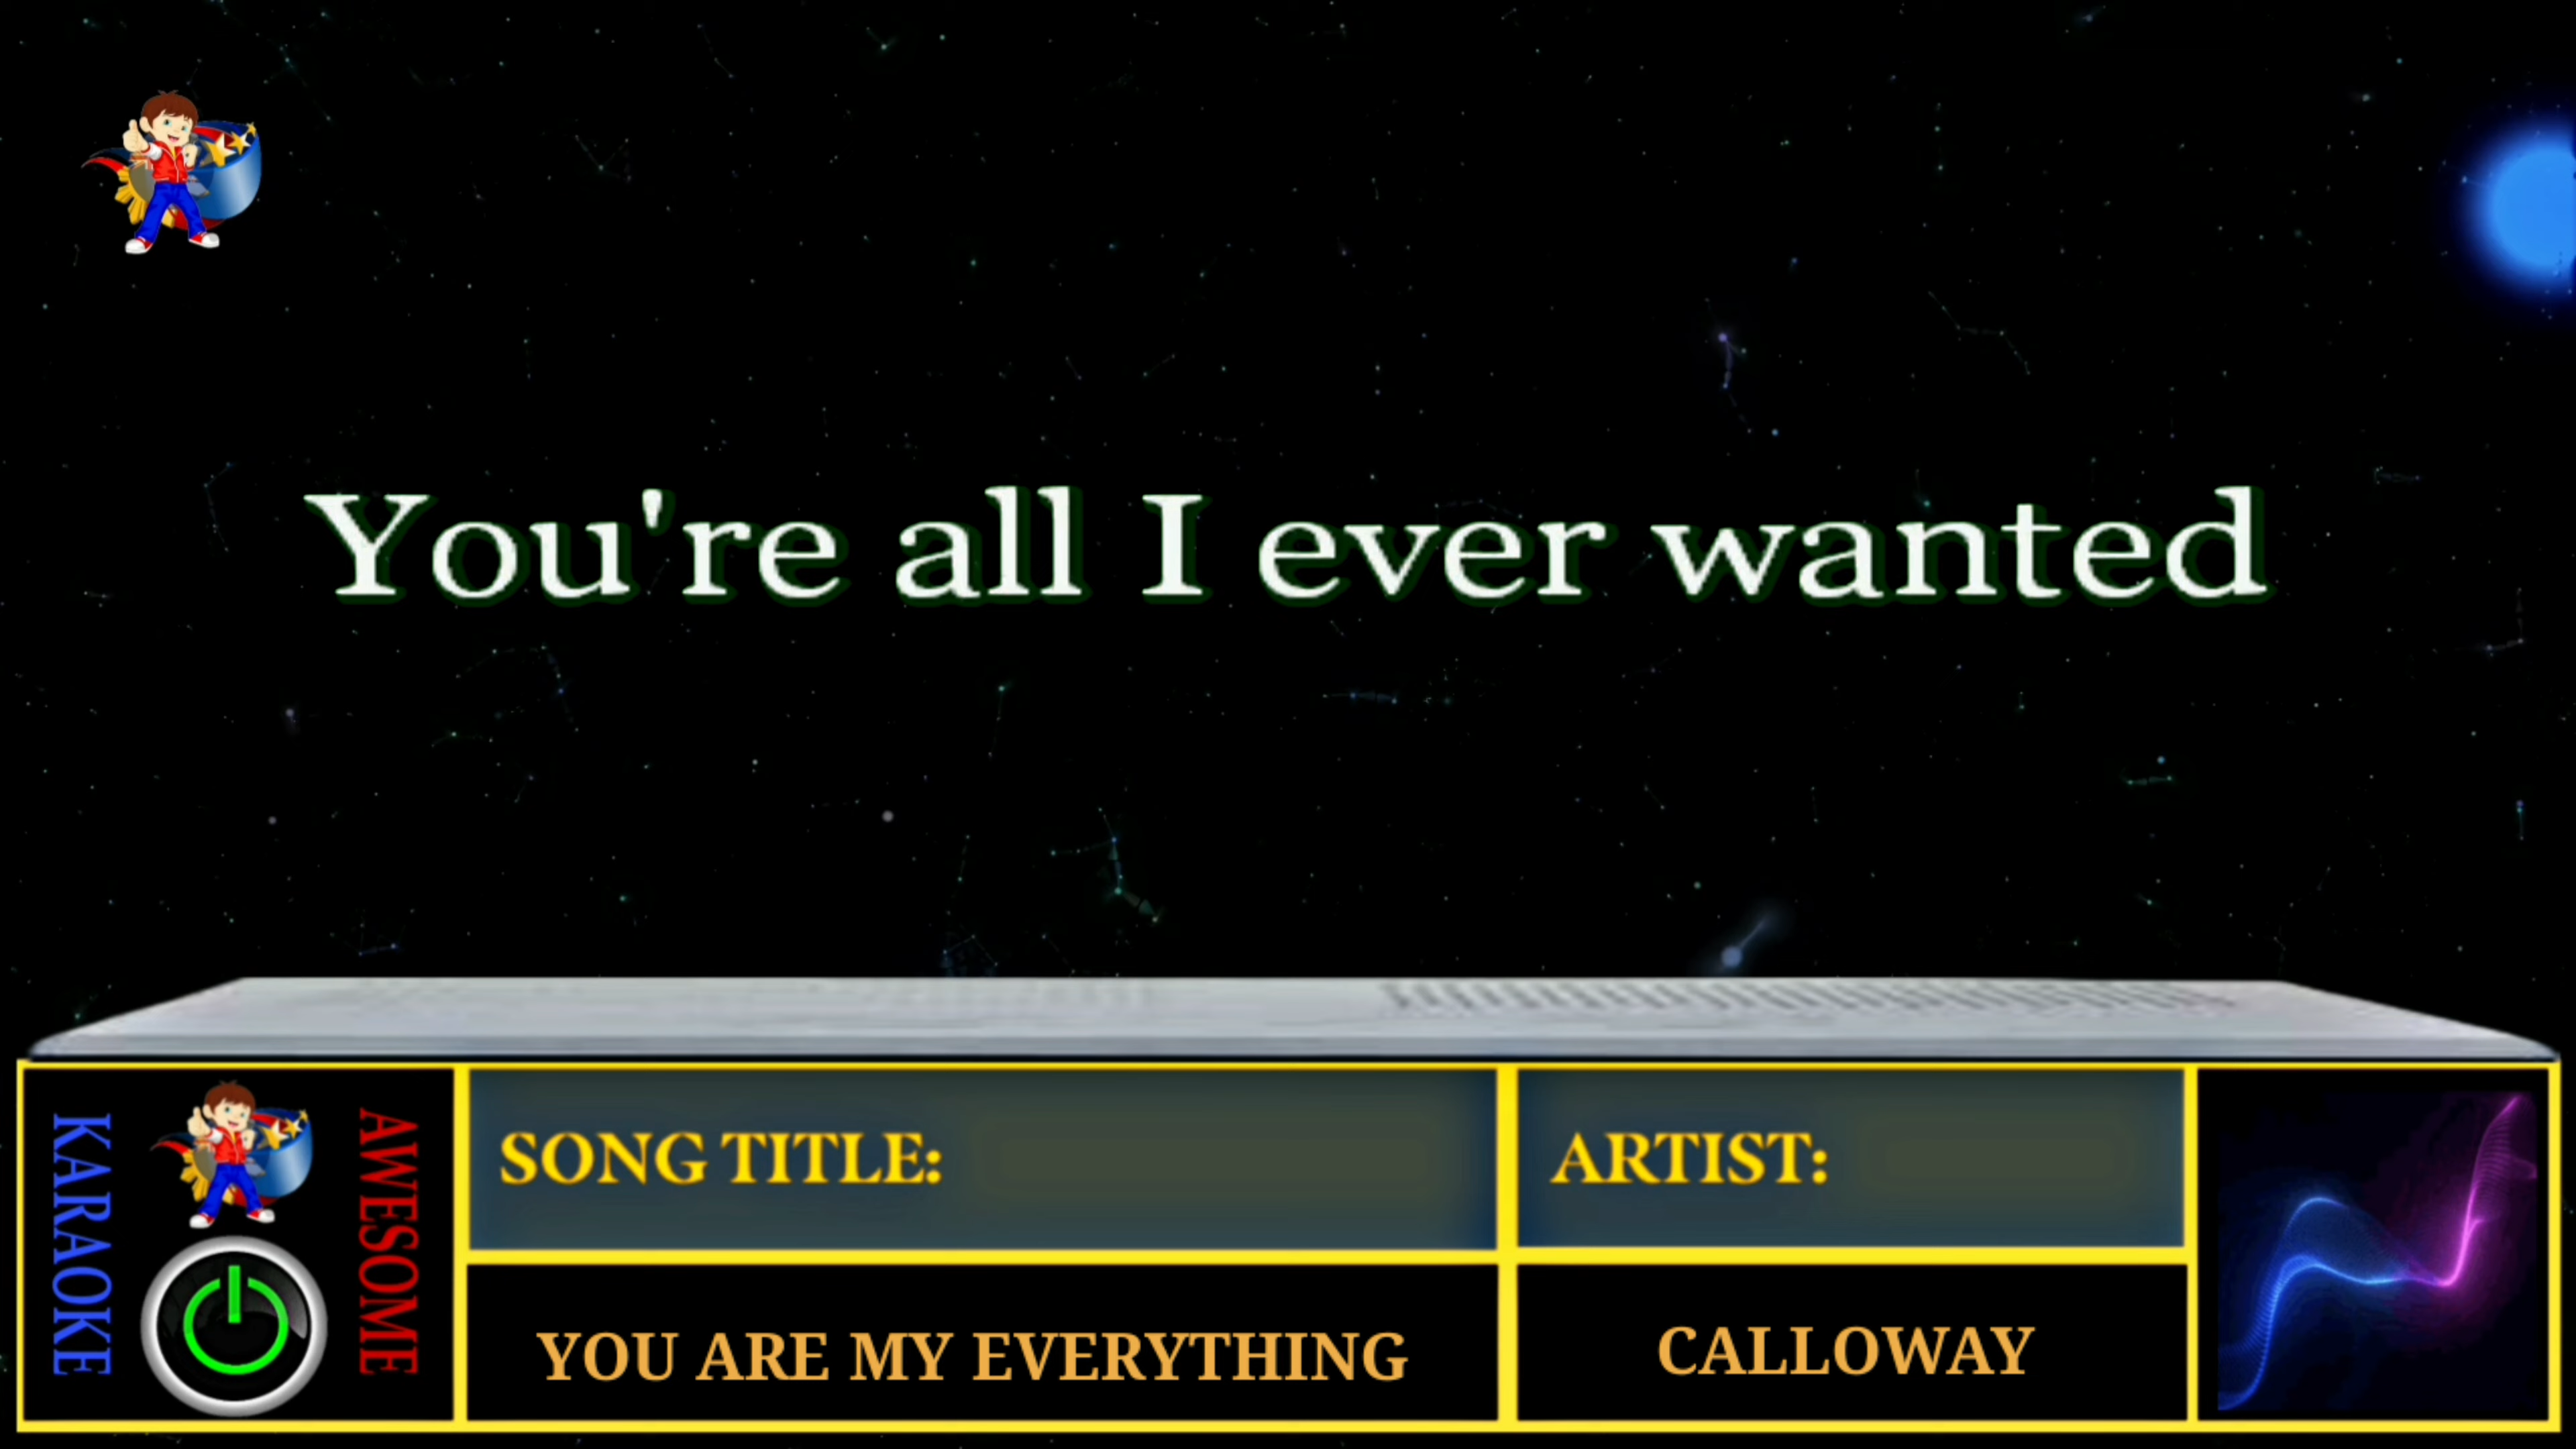 You're all I ever wanted
KARAOKE
AWESOME
SONG TITLE:
ARTIST:
YOU ARE MY EVERYTHING
CALLOWAY